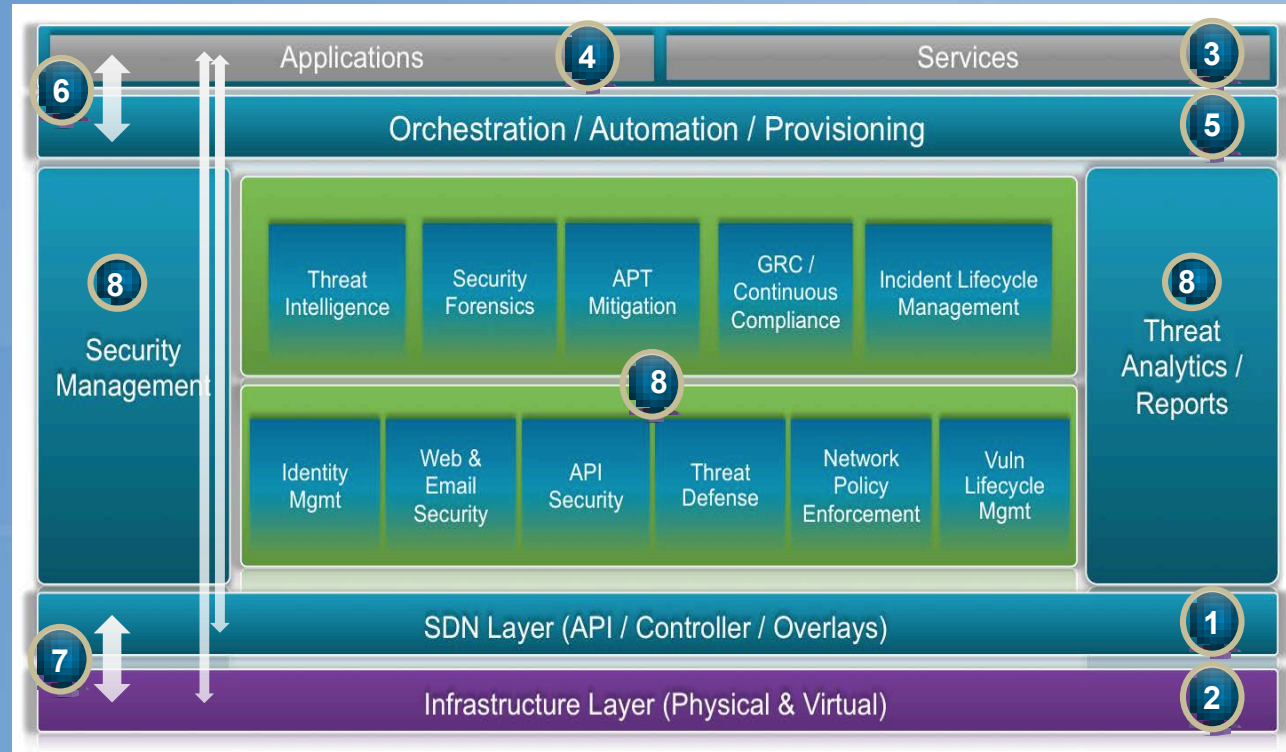 Applications
4
Services
3
6
Orchestration / Automation / Provisioning
5
8
Security
Management
Threat
Intelligence
Security
Forensics
APT
Mitigation
GRC /
Continuous
Compliance
Incident Lifecycle
Management
8
Threat
Analytics /
Reports
8
Identity
Mgmt
Web &
Email
Security
API
Security
Threat
Defense
Network
Policy
Enforcement
Vuln
Lifecycle
Mgmt
SDN Layer (API / Controller / Overlays)
1
7
Infrastructure Layer (Physical & Virtual)
2